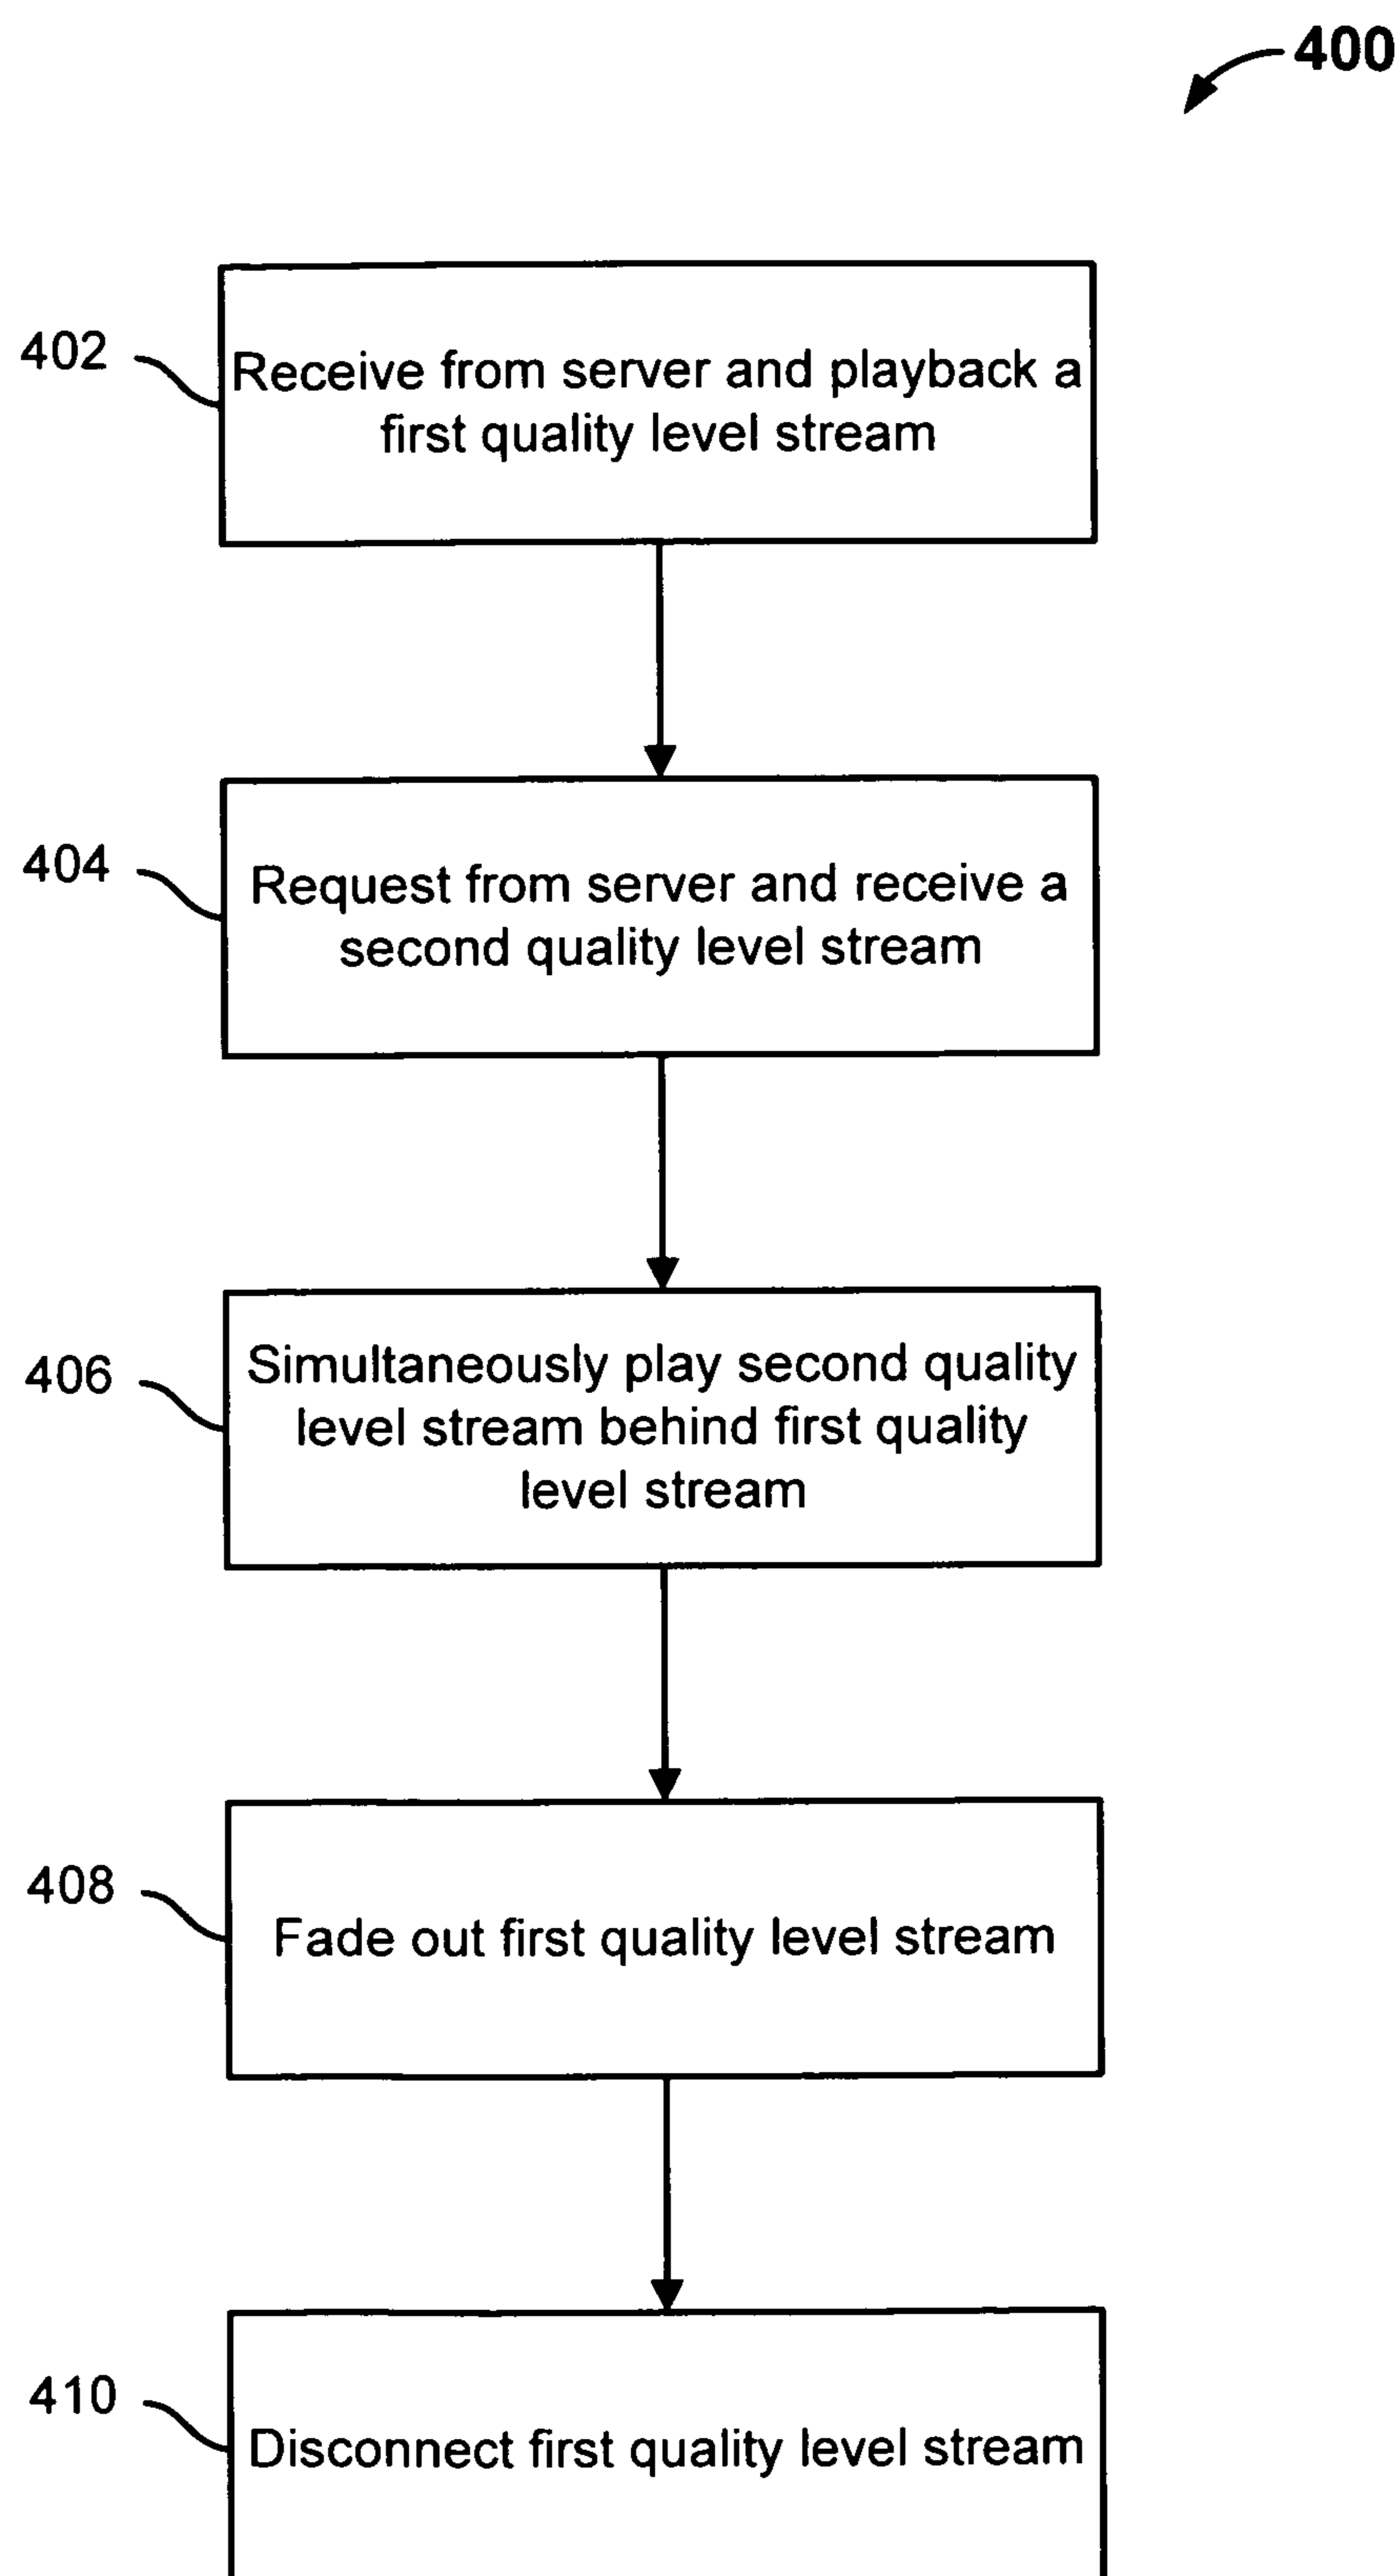 400
402
Receive from server and playback a
first quality level stream
404
Request from server and receive a
second quality level stream
406
Simultaneously play second quality
level stream behind first quality
level stream
408
Fade out first quality level stream
410
Disconnect first quality level stream